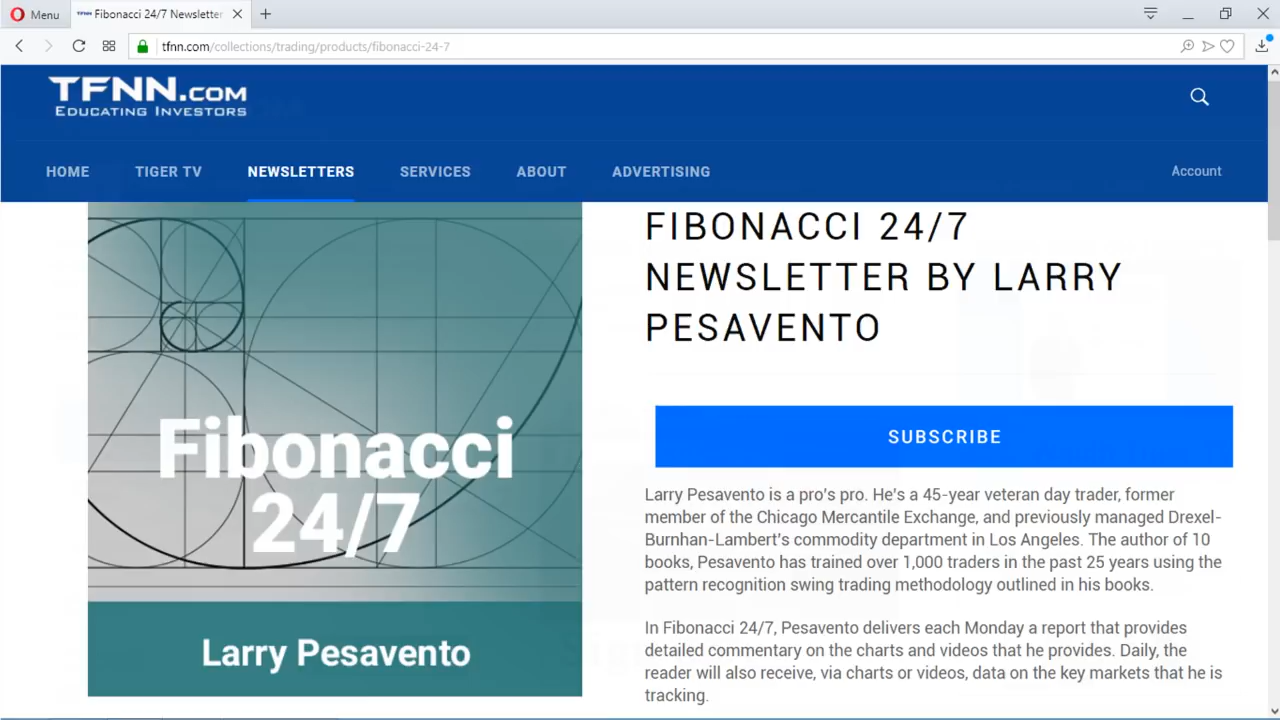 Menu
Fibonacci 24/7 Newsletter
tfnn.com/collections/trading/products/fibonacci-24-7
TFNN.COM
EDUCATING INVESTORS
HOME TIGER TV NEWSLETTERS SERVICES ABOUT ADVERTISING Account
FIBONACCI 24/7
NEWSLETTER BY LARRY
PESAVENTO
Fibonacci
24/7
Larry Pesavento
SUBSCRIBE
Larry Pesavento is a pro's pro. He's a 45-year veteran day trader, former
member of the Chicago Mercantile Exchange, and previously managed Drexel-
Burnhan-Lambert's commodity department in Los Angeles. The author of 10
books, Pesavento has trained over 1,000 traders in the past 25 years using the
pattern recognition swing trading methodology outlined in his books.
In Fibonacci 24/7, Pesavento delivers each Monday a report that provides
detailed commentary on the charts and videos that he provides. Daily, the
reader will also receive, via charts or videos, data on the key markets that he is
tracking.